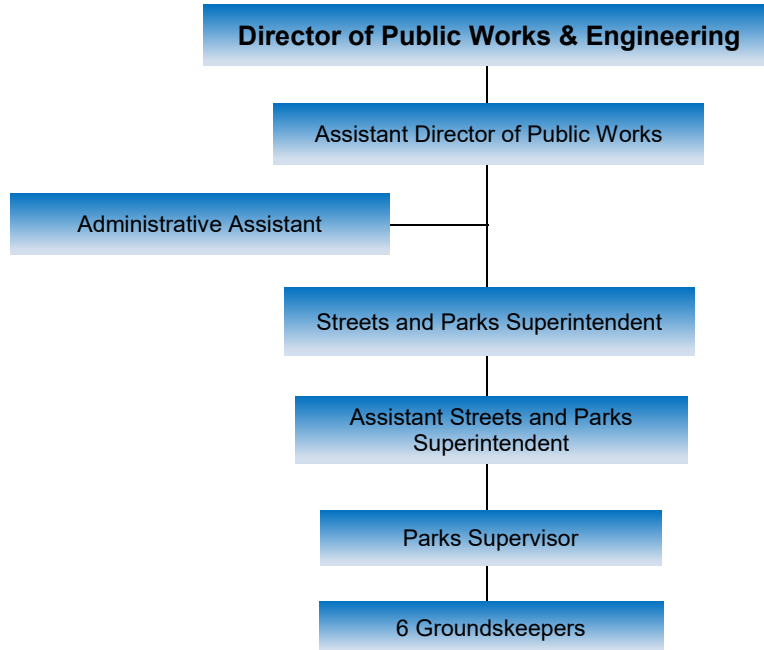 Director of Public Works & Engineering
Assistant Director of Public Works
Administrative Assistant
Streets and Parks Superintendent
Assistant Streets and Parks
Superintendent
Parks Supervisor
6 Groundskeepers